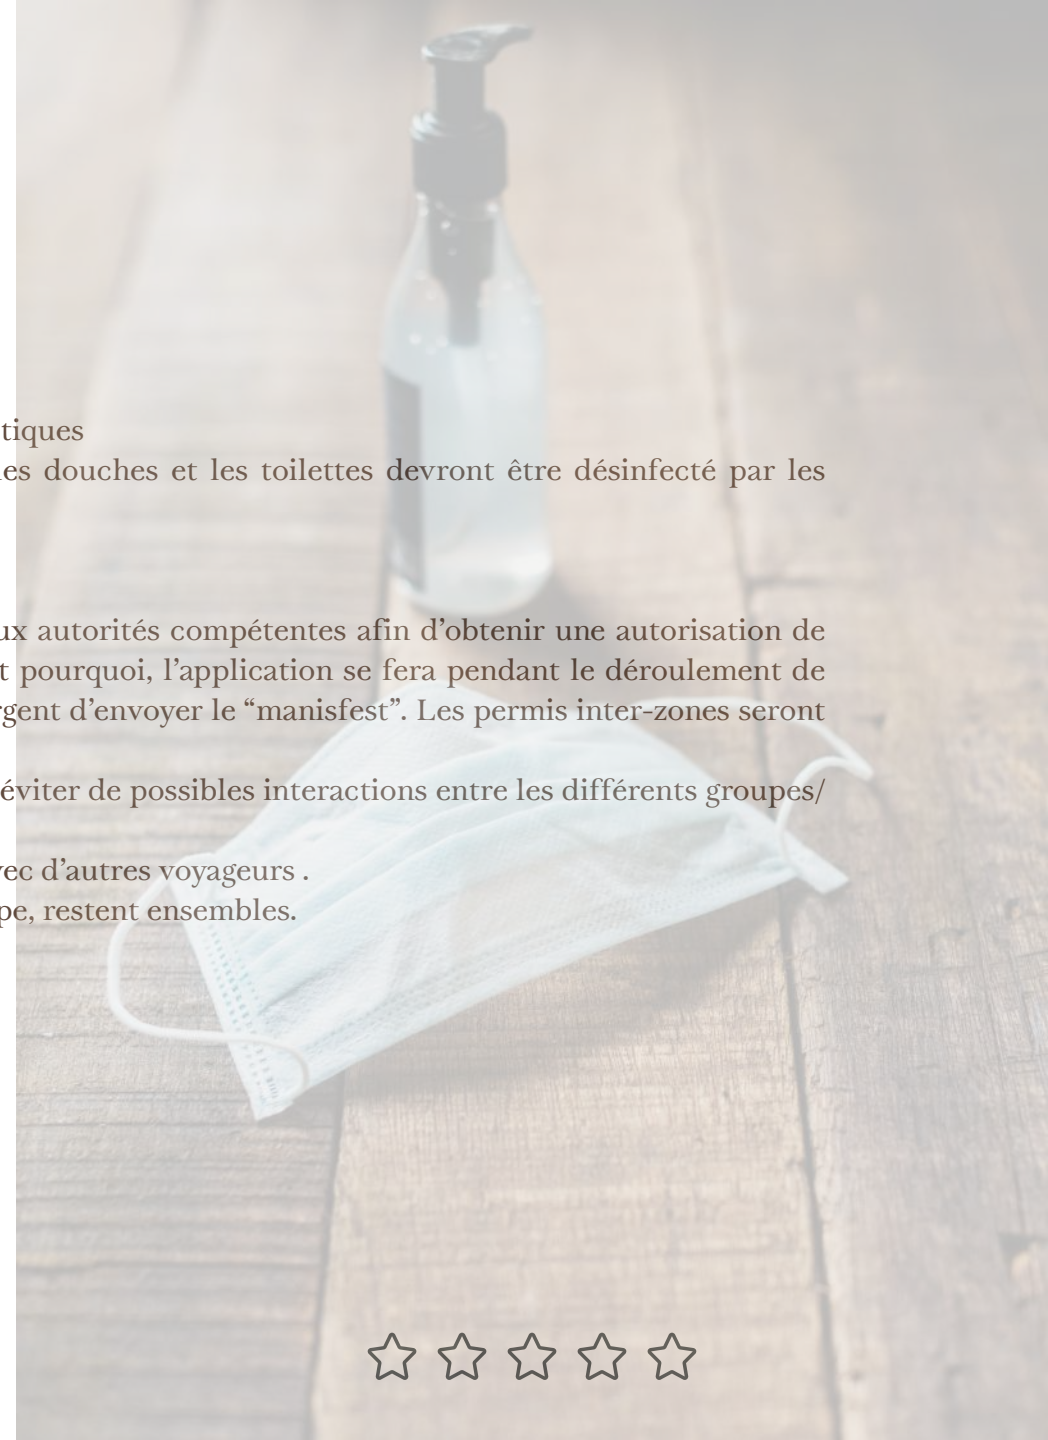 tiques
es douches et les toilettes devront être désinfecté par les
ux autorités compétentes afin d’obtenir une autorisation de
t pourquoi, l’application se fera pendant le déroulement de
rgent d’envoyer le “manisfest”. Les permis inter-zones seront
éviter de possibles interactions entre les différents groupes/
vec d’autres voyageurs .
pe, restent ensembles.